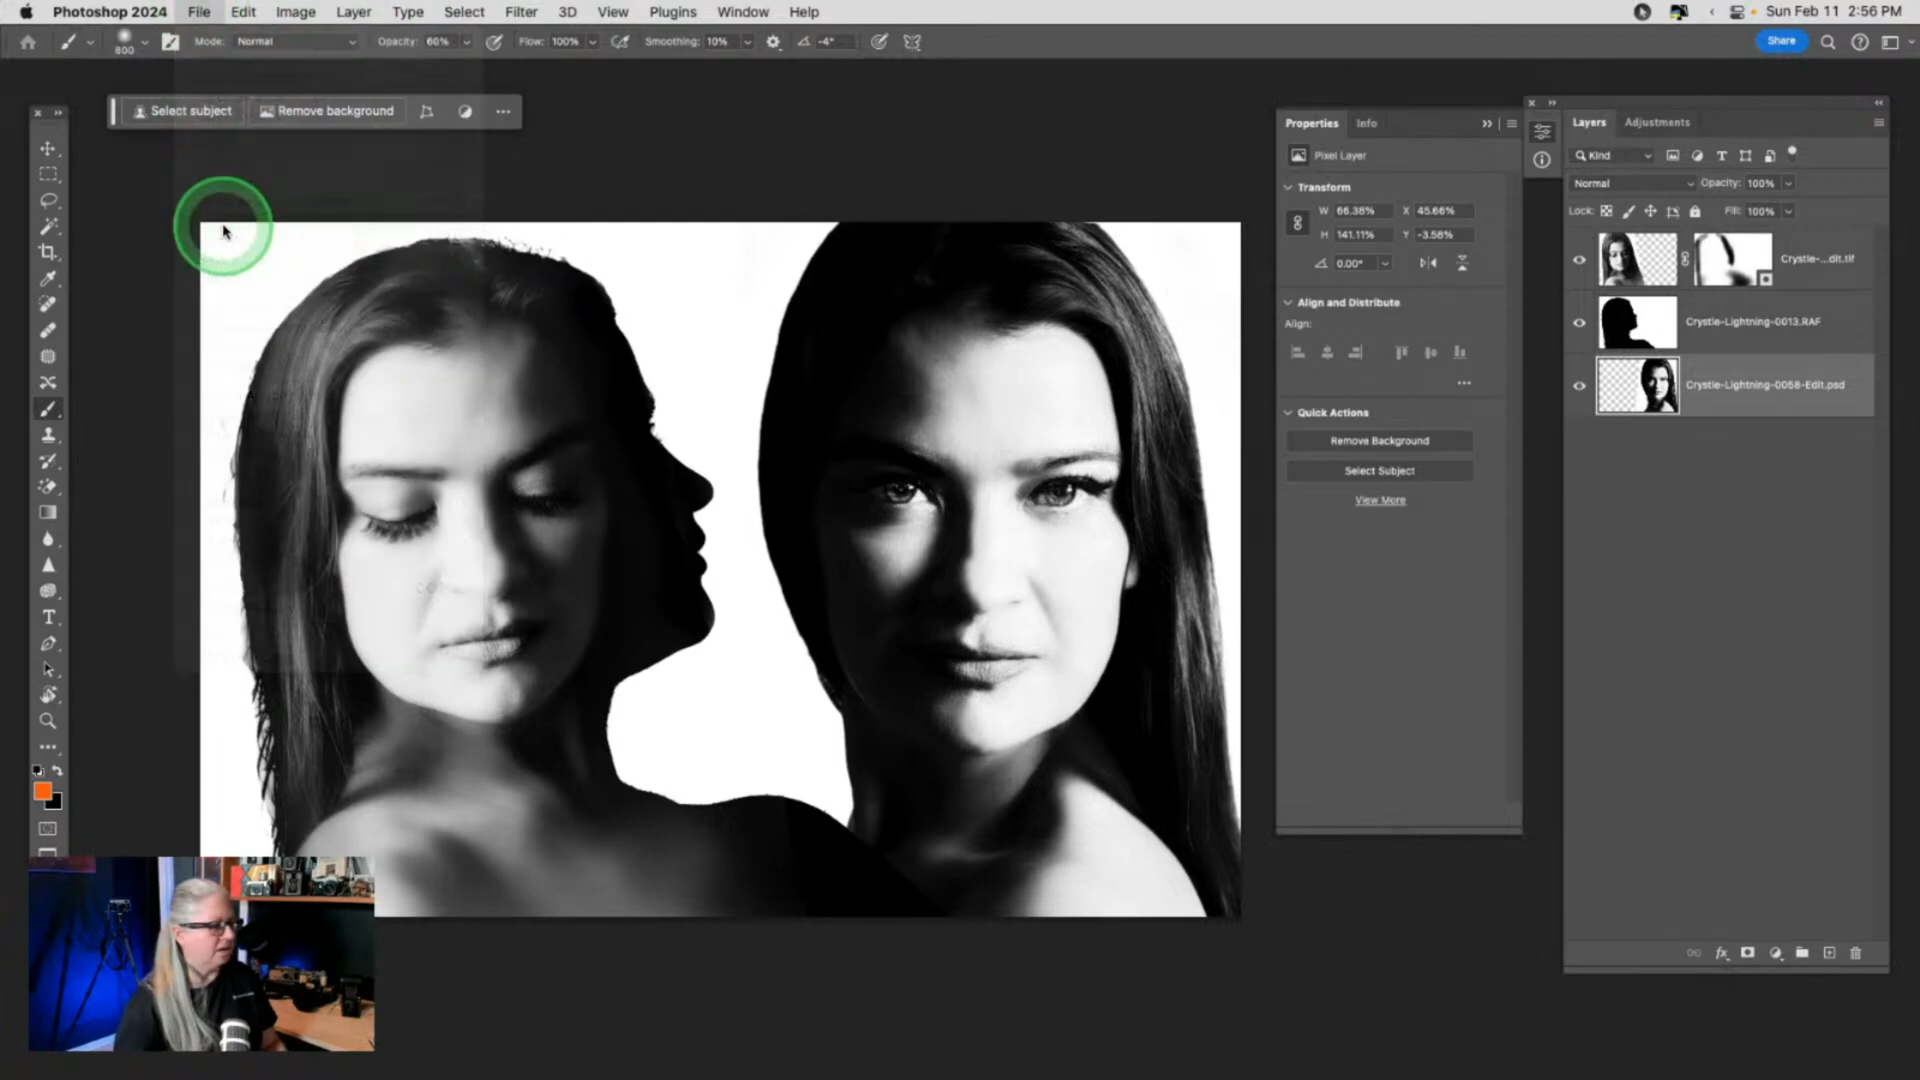 Photoshop 2024 File Edit Image Layer Type Select Filter 3D View Plugins Window Help Sun Feb 11 2:56 PM
800 Mode: Normal Opacity: 60% Flow: 100% Smoothing: 10% -4° Share
Select subject Remove background
Properties Info
Pixel Layer
Transform
W 66.38% X 45.66%
H 141.11% Y -3.58%
0.00°
Align and Distribute
Align:
Quick Actions
Remove Background
Select Subject
View More
Layers Adjustments
Kind
Normal Opacity: 100%
Lock: Fill: 100%
Crystle-...dit.tif
Crystle-Lightning-0013.RAF
Crystle-Lightning-0058-Edit.psd